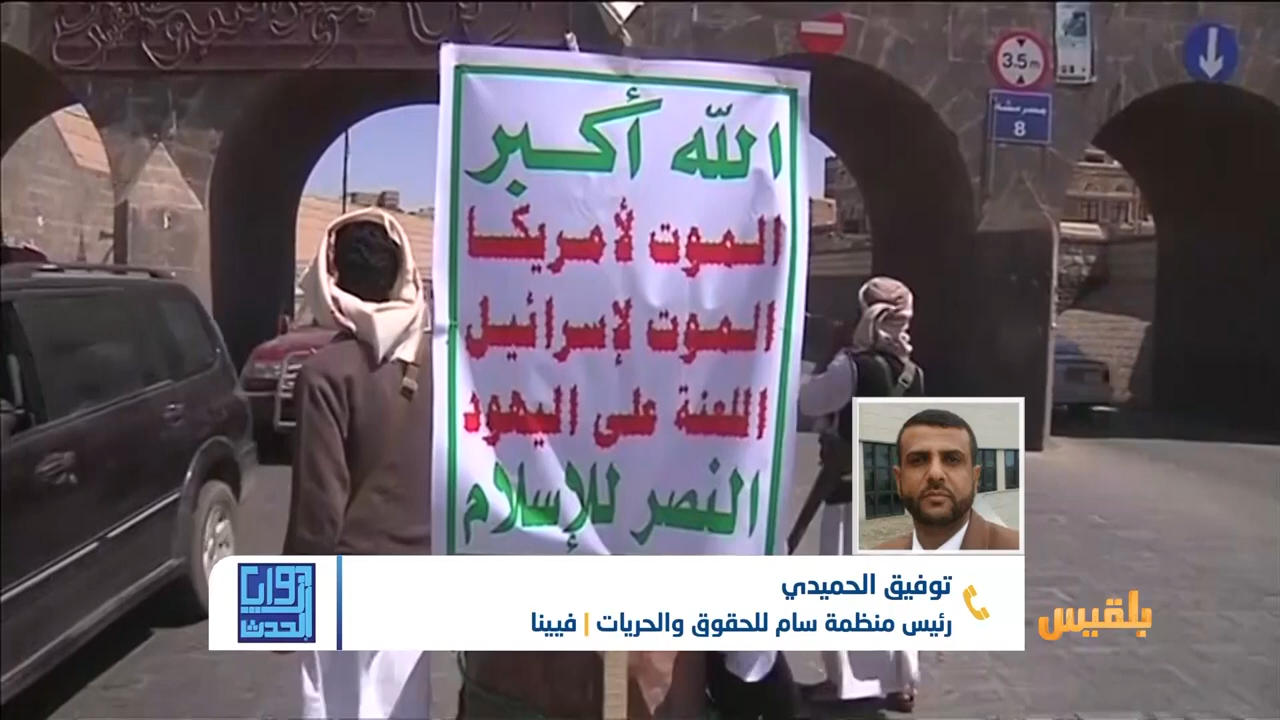 3.5m
8
الله أكبر
الموت لأمريكا
الموت لإسرائيل
اللعنة على اليهود
النصر للإسلام
توفيق الحميدي
رئيس منظمة سام للحقوق والحريات | فيينا
زوايا
الحدث
بلقيس